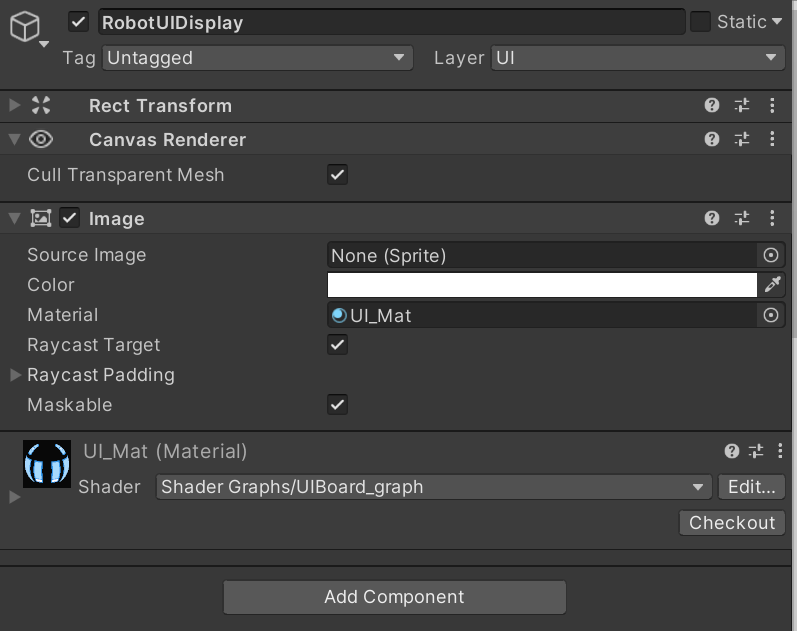 RobotUIDisplay
Static
Tag Untagged Layer UI
Rect Transform
Canvas Renderer
Cull Transparent Mesh
Image
Source Image None (Sprite)
Color
Material UI_Mat
Raycast Target
Raycast Padding
Maskable
UI_Mat (Material)
Shader Shader Graphs/UIBoard_graph Edit...
Checkout
Add Component